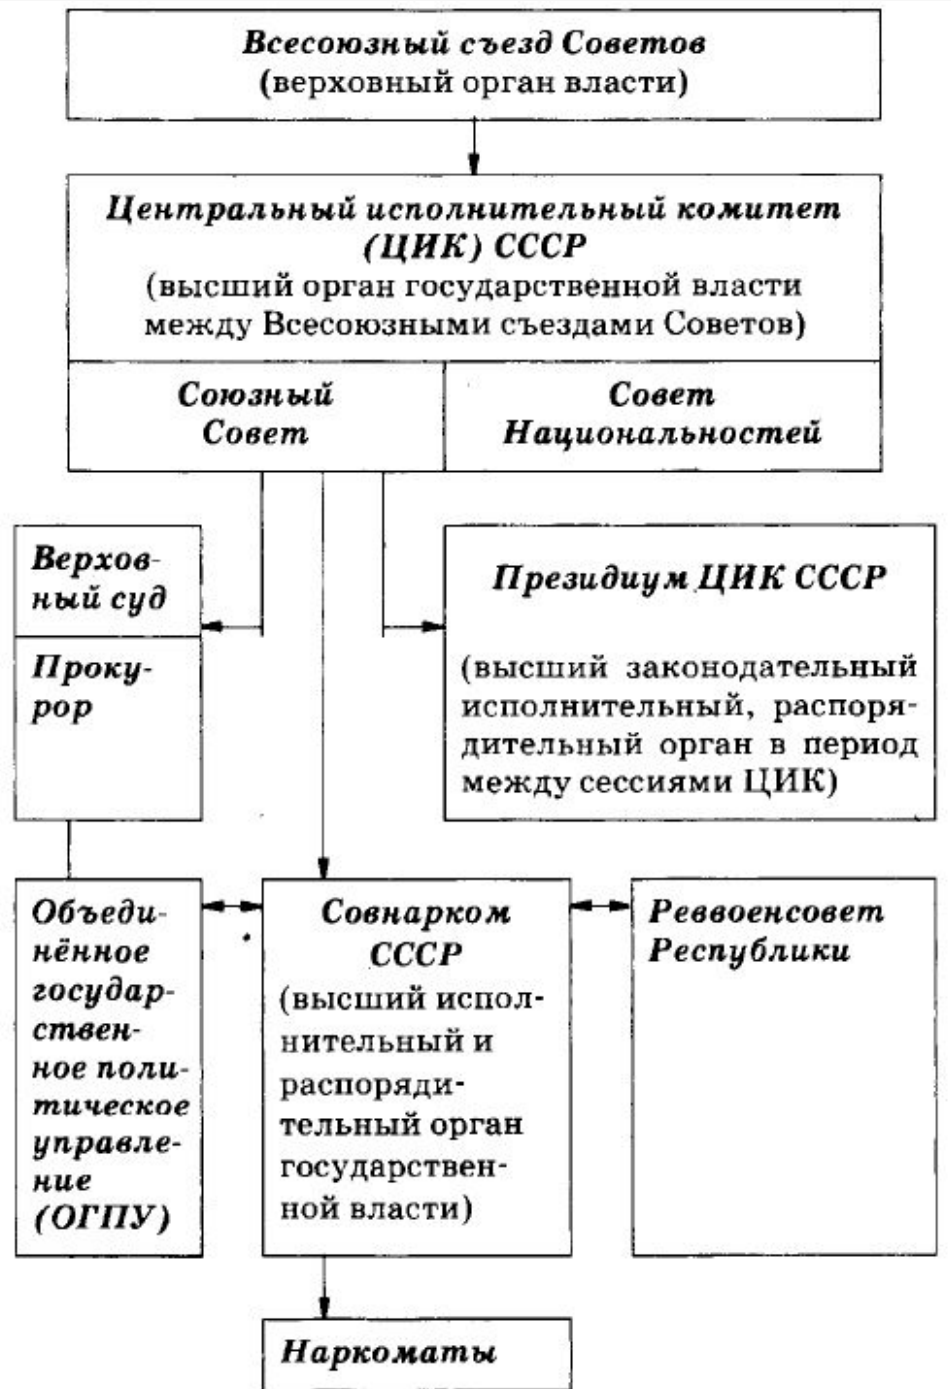 Всесоюзный съезд Советов
(верховный орган власти)
Центральный исполнительный комитет
(ЦИК) СССР
(высший орган государственной власти
между Всесоюзными съездами Советов)
Союзный
Совет
Совет
Национальностей
Верхов-
ный суд
Проку-
рор
Президиум ЦИК СССР
(высший законодательный
исполнительный, распоря-
дительный орган в период
между сессиями ЦИК)
Объеди-
нённое
государ-
ствен-
ное поли-
тическое
управле-
ние
(ОГПУ)
Совнарком
СССР
(высший испол-
нительный и
распоряди-
тельный орган
государствен-
ной власти)
Реввоенсовет
Республики
Наркоматы